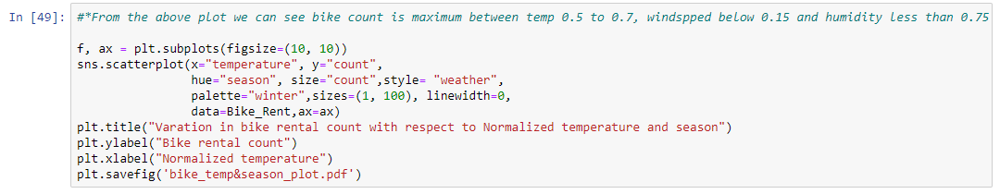 In [49]: #*From the above plot we can see bike count is maximum between temp 0.5 to 0.7, windspped below 0.15 and humidity less than 0.75
f, ax = plt.subplots(figsize=(10, 10))
sns.scatterplot(x="temperature", y="count",
hue="season", size="count",style= "weather",
palette="winter",sizes=(1, 100), linewidth=0,
data=Bike_Rent,ax=ax)
plt.title("Varation in bike rental count with respect to Normalized temperature and season")
plt.ylabel("Bike rental count")
plt.xlabel("Normalized temperature")
plt.savefig('bike_temp&season_plot.pdf')